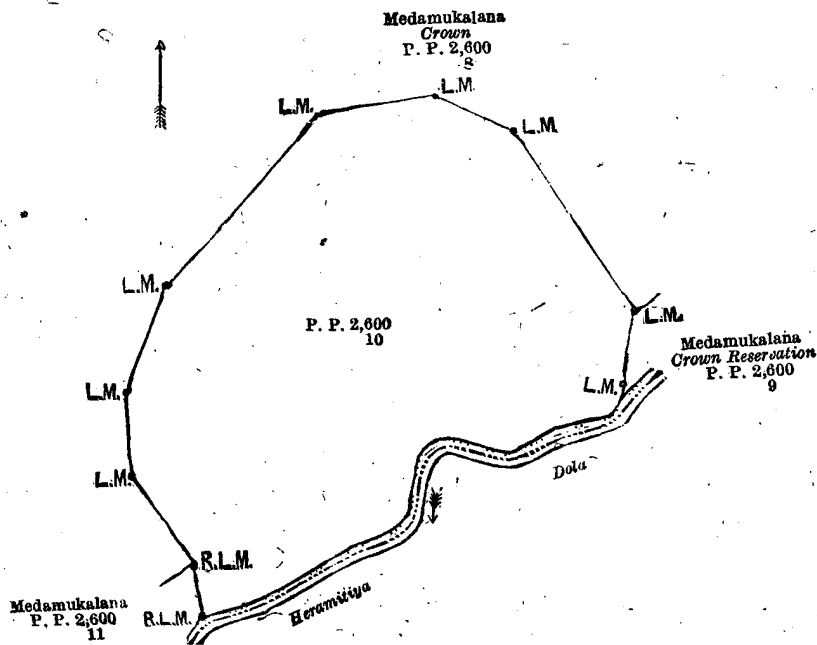 Medamukalana
Crown
P. P. 2,600
8
L.M.
L.M.
L.M.
L.M.
P. P. 2,600
10
L.M.
Medamukalana
Crown Reservation
P. P. 2,600
9
L.M.
L.M.
Dola
L.M.
R.L.M.
Heramitiya
Medamukalana
P. P. 2,600
11
R.L.M.